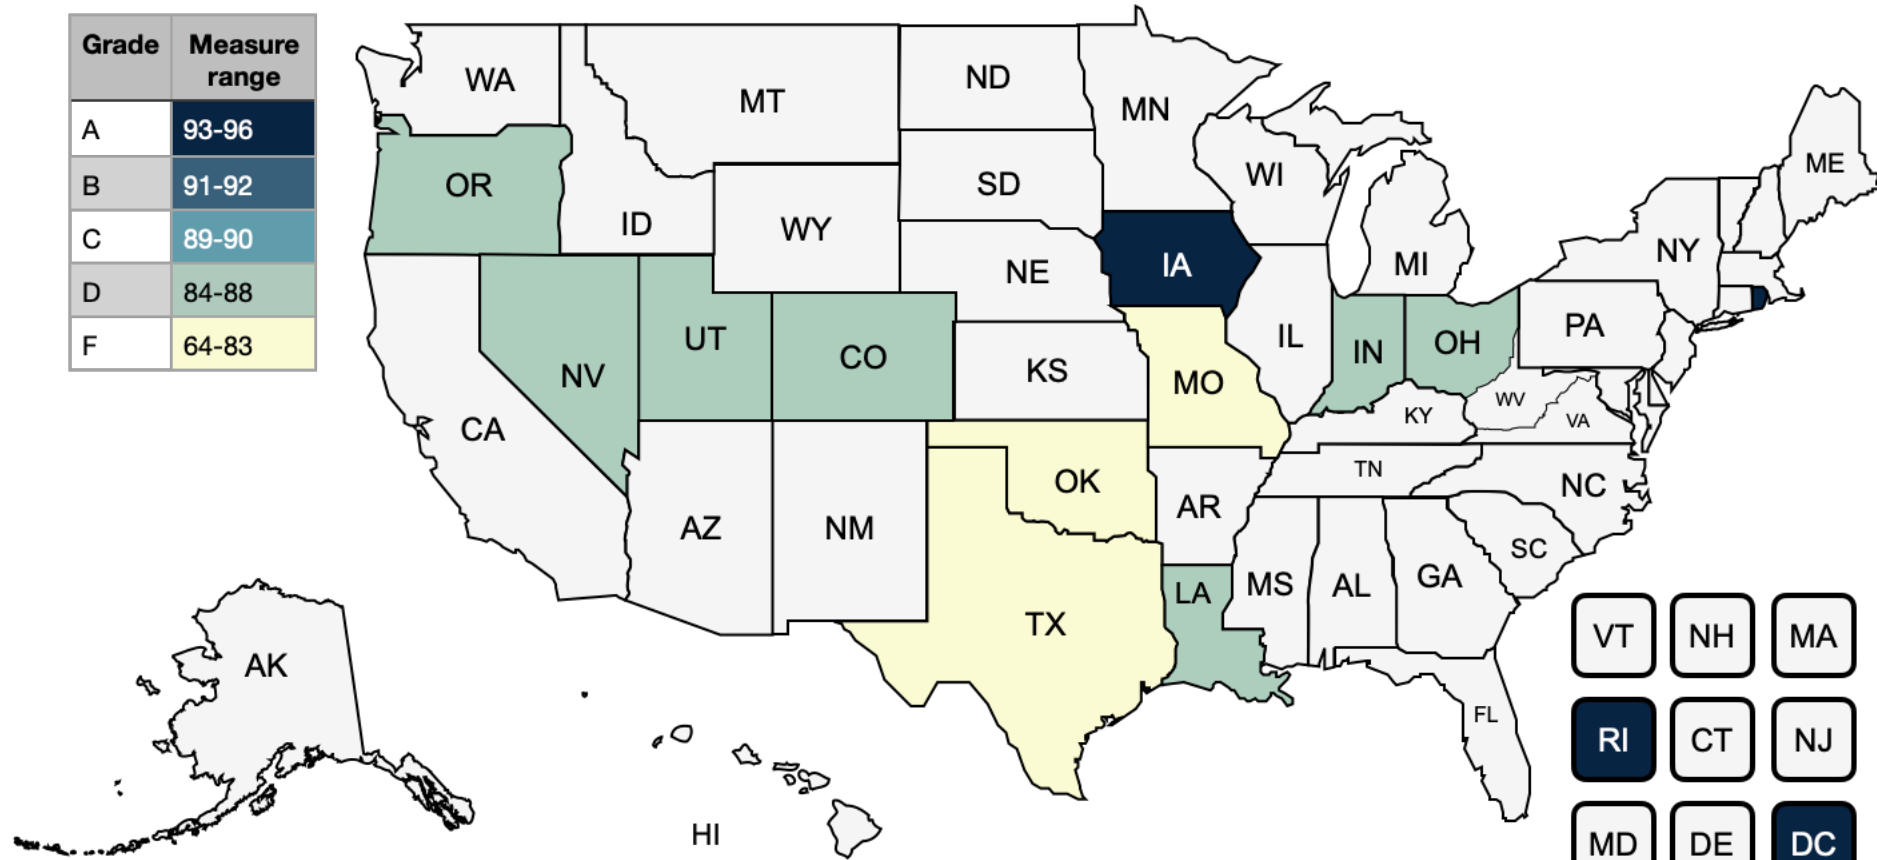 Grade Measure range
A 93-96
B 91-92
C 89-90
D 84-88
F 64-83
WA
MT
ND
MN
OR
ID
WY
SD
WI
MI
NY
ME
NV
UT
CO
NE
IA
KS
MO
IL
IN
OH
PA
CA
AZ
NM
OK
AR
KY
WV
VA
TN
NC
TX
LA
MS
AL
GA
SC
FL
AK
HI
VT NH MA
RI CT NJ
MD DE DC